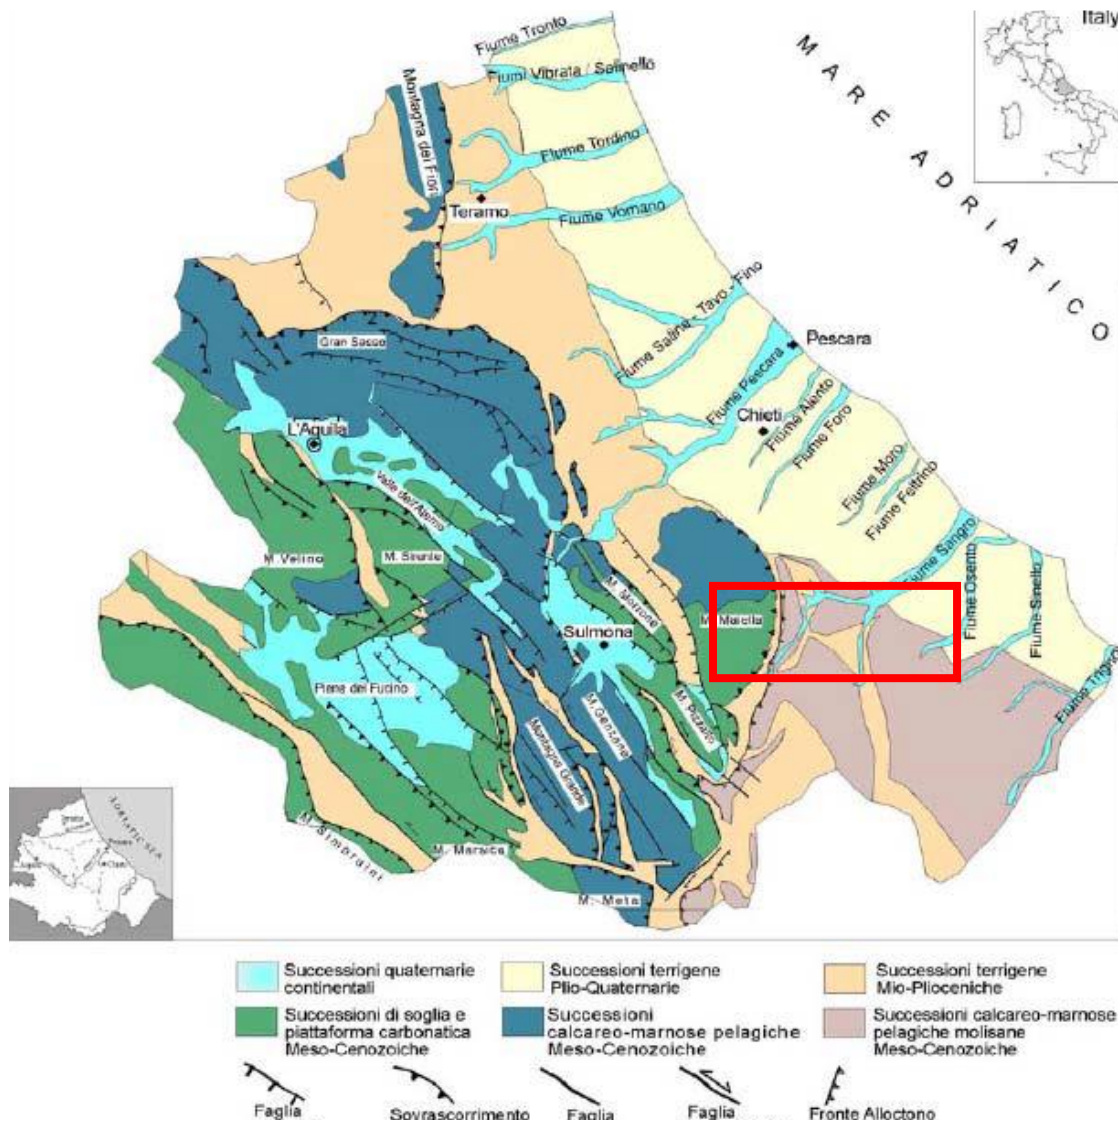 Italy
MARE ADRIATICO
Fiume Tronto
Fiumi Vibrata / Salinello
Montagna dei Fiori
Fiume Tordino
Teramo
Fiume Vomano
Fiume Saline - Tavo - Fino
Gran Sasso
Pescara
Fiume Pescara
Chieti
Fiume Alento
Fiume Foro
L'Aquila
Fiume Moro
Fiume Feltrino
Valle dell'Aterno
Fiume Sangro
M. Velino
M. Sirente
Fiume Osento
Fiume Sinello
M. Morrone
M. Maiella
Sulmona
Fiume Trigno
Piana del Fucino
M. Genzana
M. Pizzalto
Montagna Grande
M. Simbruini
M. Marsica
M. Meta
ADRIATIC SEA
Successioni quaternarie
continentali
Successioni terrigene
Plio-Quaternarie
Successioni terrigene
Mio-Plioceniche
Successioni di soglia e
piattaforma carbonatica
Meso-Cenozoiche
Successioni
calcareo-marnose pelagiche
Meso-Cenozoiche
Successioni calcareo-marnose
pelagiche molisane
Meso-Cenozoiche
Faglia
Sovrascorrimento
Faglia
Faglia
Fronte Alloctono